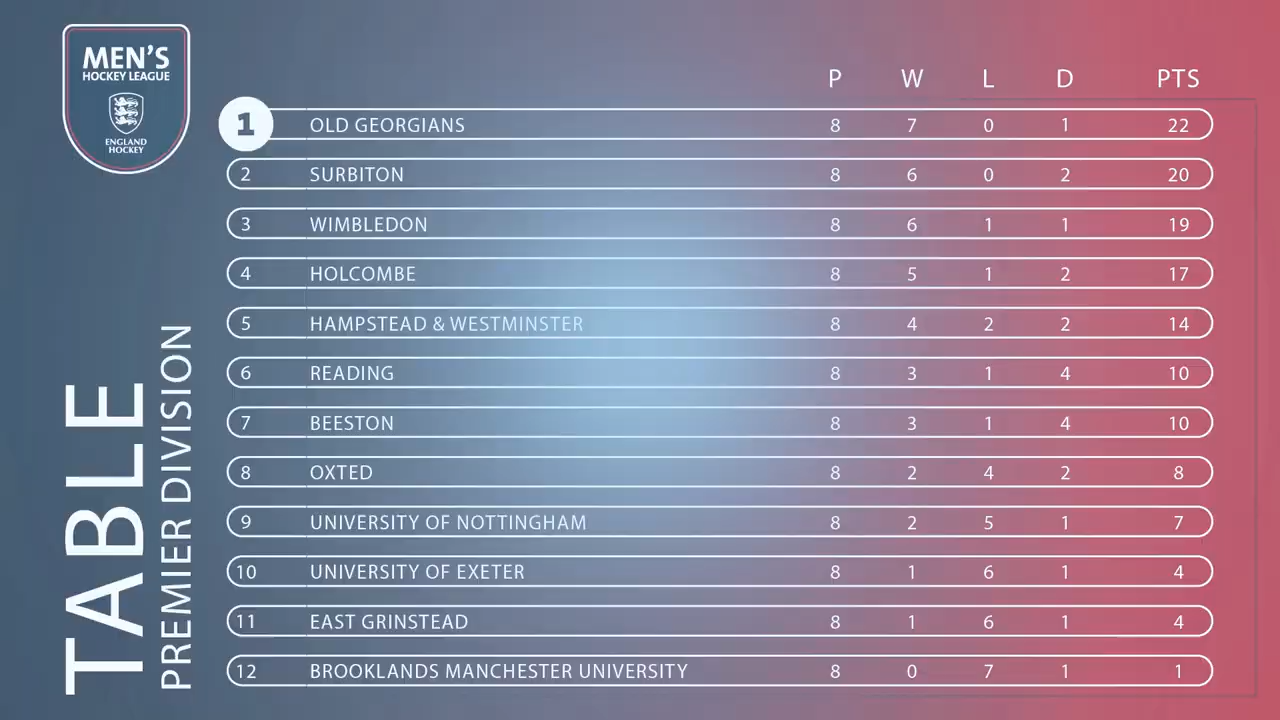 MEN'S
HOCKEY LEAGUE
ENGLAND
HOCKEY
TABLE
PREMIER DIVISION
P W L D PTS
1 OLD GEORGIANS 8 7 0 1 22
2 SURBITON 8 6 0 2 20
3 WIMBLEDON 8 6 1 1 19
4 HOLCOMBE 8 5 1 2 17
5 HAMPSTEAD & WESTMINSTER 8 4 2 2 14
6 READING 8 3 1 4 10
7 BEESTON 8 3 1 4 10
8 OXTED 8 2 4 2 8
9 UNIVERSITY OF NOTTINGHAM 8 2 5 1 7
10 UNIVERSITY OF EXETER 8 1 6 1 4
11 EAST GRINSTEAD 8 1 6 1 4
12 BROOKLANDS MANCHESTER UNIVERSITY 8 0 7 1 1